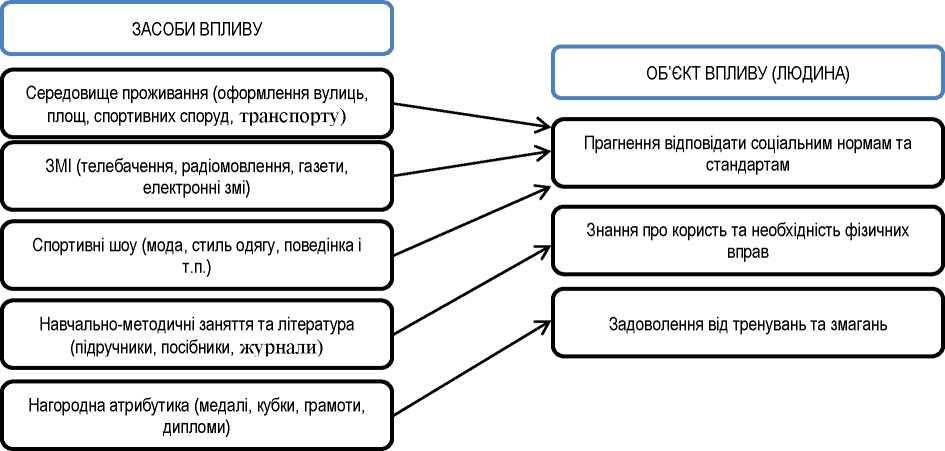 ЗАСОБИ ВПЛИВУ
Середовище проживання (оформлення вулиць,
площ, спортивних споруд, транспорту)
ЗМІ (телебачення, радіомовлення, газети,
електронні змі)
Спортивні шоу (мода, стиль одягу, поведінка і
т.п.)
Навчально-методичні заняття та література
(підручники, посібники, журнали)
Нагородна атрибутика (медалі, кубки, грамоти,
дипломи)
ОБ'ЄКТ ВПЛИВУ (ЛЮДИНА)
Прагнення відповідати соціальним нормам та
стандартам
Знання про користь та необхідність фізичних
вправ
Задоволення від тренувань та змагань